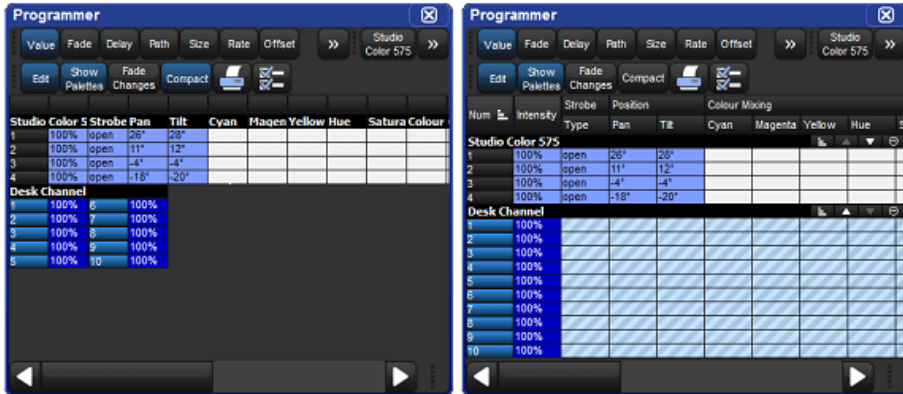 Programmer
Value Fade Delay Path Size Rate Offset » Studio Color 575 »
Edit Show Palettes Fade Changes Compact
Studio Color 5 Strobe Pan Tilt Cyan Magen Yellow Hue Satura Colour
1 100% open 26° 28°
2 100% open 11° 12°
3 100% open -4° -4°
4 100% open -18° -20°
Desk Channel
1 100% 6 100%
2 100% 7 100%
3 100% 8 100%
4 100% 9 100%
5 100% 10 100%
Programmer
Value Fade Delay Path Size Rate Offset » Studio Color 575 »
Edit Show Palettes Fade Changes Compact
Num Intensity Strobe Position Colour Mixing
Type Pan Tilt Cyan Magenta Yellow Hue S
Studio Color 575
1 100% open 26° 28°
2 100% open 11° 12°
3 100% open -4° -4°
4 100% open -18° -20°
Desk Channel
1 100%
2 100%
3 100%
4 100%
5 100%
6 100%
7 100%
8 100%
9 100%
10 100%